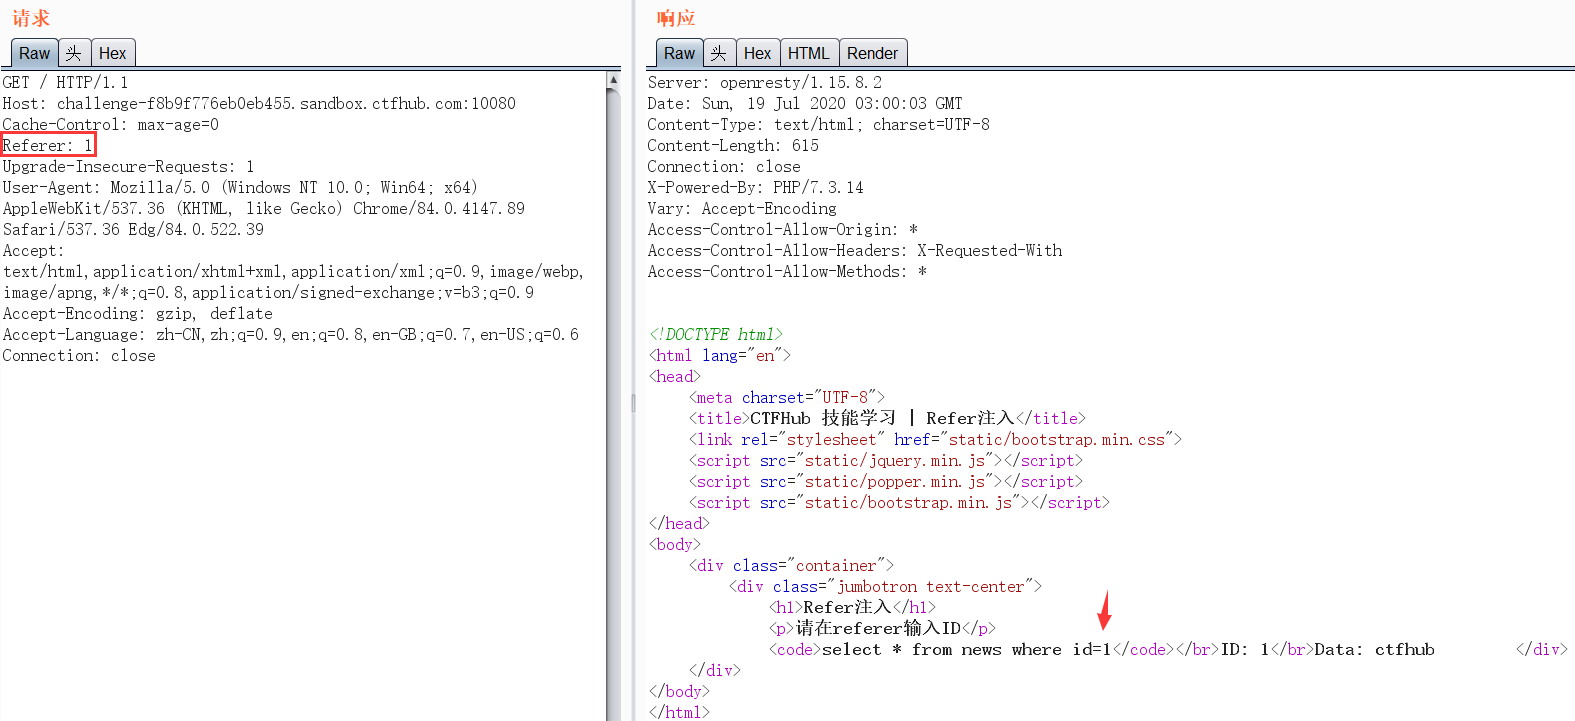 请求
Raw 头 Hex
GET / HTTP/1.1
Host: challenge-f8b9f776eb0eb455.sandbox.ctfhub.com:10080
Cache-Control: max-age=0
Referer: 1
Upgrade-Insecure-Requests: 1
User-Agent: Mozilla/5.0 (Windows NT 10.0; Win64; x64)
AppleWebKit/537.36 (KHTML, like Gecko) Chrome/84.0.4147.89
Safari/537.36 Edg/84.0.522.39
Accept:
text/html,application/xhtml+xml,application/xml;q=0.9,image/webp,
image/apng,*/*;q=0.8,application/signed-exchange;v=b3;q=0.9
Accept-Encoding: gzip, deflate
Accept-Language: zh-CN,zh;q=0.9,en;q=0.8,en-GB;q=0.7,en-US;q=0.6
Connection: close
响应
Raw 头 Hex HTML Render
Server: openresty/1.15.8.2
Date: Sun, 19 Jul 2020 03:00:03 GMT
Content-Type: text/html; charset=UTF-8
Content-Length: 615
Connection: close
X-Powered-By: PHP/7.3.14
Vary: Accept-Encoding
Access-Control-Allow-Origin: *
Access-Control-Allow-Headers: X-Requested-With
Access-Control-Allow-Methods: *
<!DOCTYPE html>
<html lang="en">
<head>
<meta charset="UTF-8">
<title>CTFHub 技能学习 | Refer注入</title>
<link rel="stylesheet" href="static/bootstrap.min.css">
<script src="static/jquery.min.js"></script>
<script src="static/popper.min.js"></script>
<script src="static/bootstrap.min.js"></script>
</head>
<body>
<div class="container">
<div class="jumbotron text-center">
<h1>Refer注入</h1>
<p>请在referer输入ID</p>
<code>select * from news where id=1</code></br>ID: 1</br>Data: ctfhub </div>
</div>
</body>
</html>